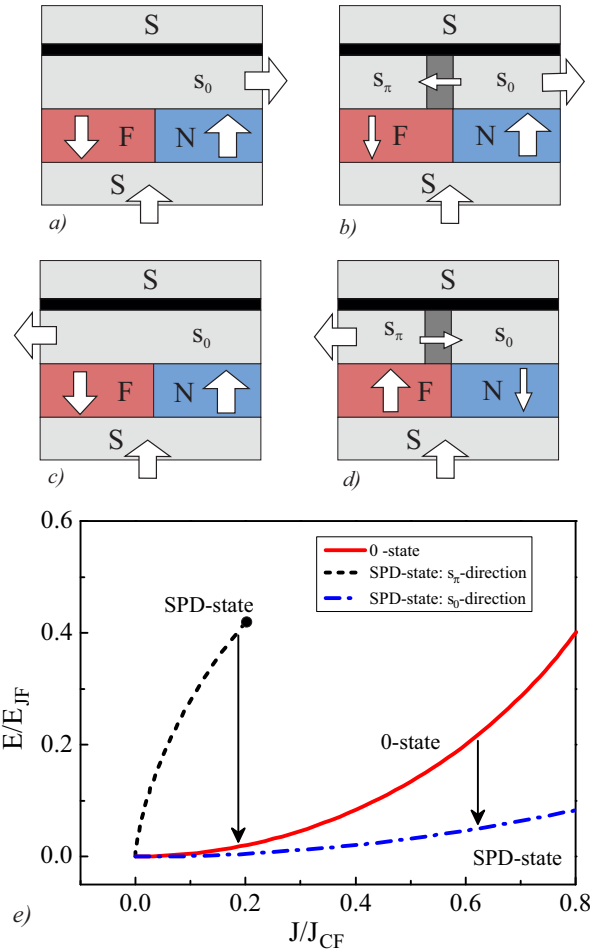 S
S
s₀
sπ
s₀
F
N
F
N
S
S
a)
b)
S
S
s₀
sπ
s₀
F
N
F
N
S
S
c)
d)
0.6
0 -state
SPD-state: sπ-direction
SPD-state: s₀-direction
SPD-state
0.4
E/E_JF
0-state
0.2
SPD-state
0.0
0.0 0.2 0.4 0.6 0.8
e)
J/J_CF